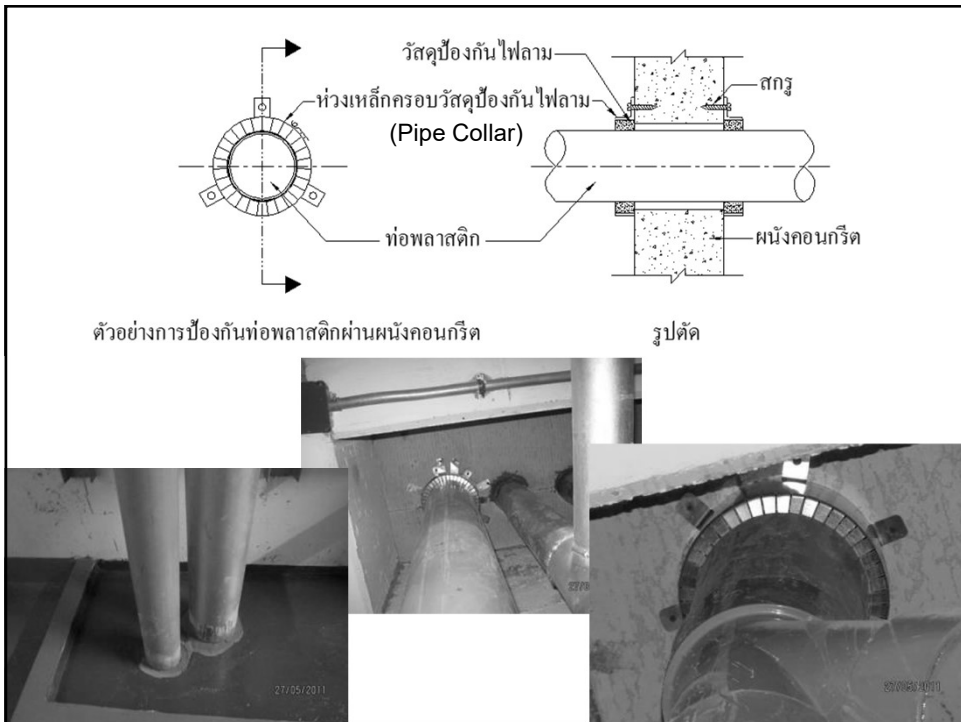 วัสดุป้องกันไฟลาม
สกรู
ห่วงเหล็กครอบวัสดุป้องกันไฟลาม
(Pipe Collar)
ท่อพลาสติก
ผนังคอนกรีต
ตัวอย่างการป้องกันท่อพลาสติกผ่านผนังคอนกรีต
รูปตัด
27/05/2011
27/05/2011